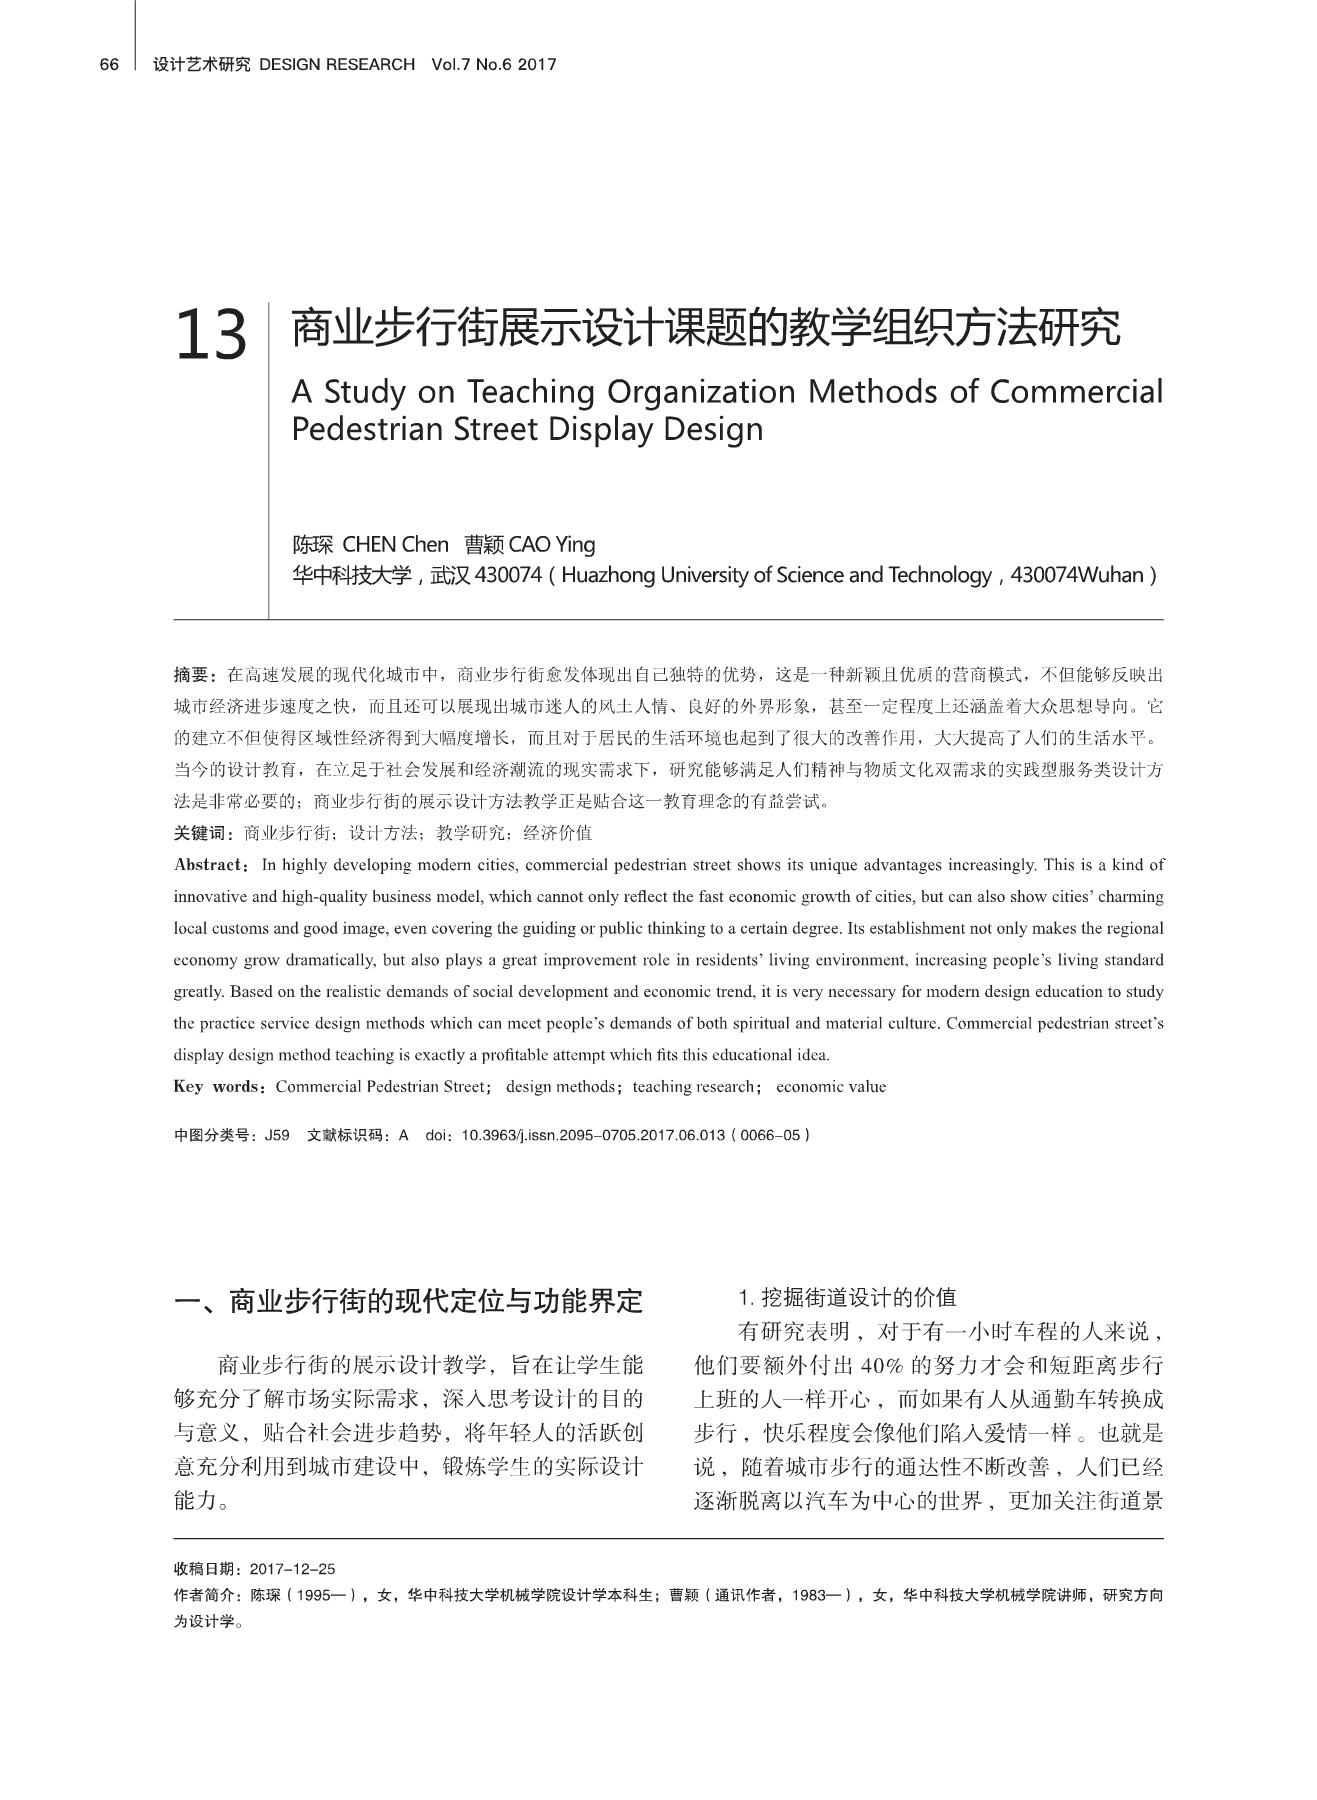 66 设计艺术研究 DESIGN RESEARCH Vol.7 No.6 2017
13
商业步行街展示设计课题的教学组织方法研究
A Study on Teaching Organization Methods of Commercial
Pedestrian Street Display Design
陈琛 CHEN Chen 曹颖 CAO Ying
华中科技大学，武汉 430074（Huazhong University of Science and Technology，430074Wuhan）
摘要：在高速发展的现代化城市中，商业步行街愈发体现出自己独特的优势，这是一种新颖且优质的营商模式，不但能够反映出
城市经济进步速度之快，而且还可以展现出城市迷人的风土人情、良好的外界形象，甚至一定程度上还涵盖着大众思想导向。它
的建立不但使得区域性经济得到大幅度增长，而且对于居民的生活环境也起到了很大的改善作用，大大提高了人们的生活水平。
当今的设计教育，在立足于社会发展和经济潮流的现实需求下，研究能够满足人们精神与物质文化双需求的实践型服务类设计方
法是非常必要的；商业步行街的展示设计方法教学正是贴合这一教育理念的有益尝试。
关键词：商业步行街；设计方法；教学研究；经济价值
Abstract：In highly developing modern cities, commercial pedestrian street shows its unique advantages increasingly. This is a kind of
innovative and high-quality business model, which cannot only reflect the fast economic growth of cities, but can also show cities’ charming
local customs and good image, even covering the guiding or public thinking to a certain degree. Its establishment not only makes the regional
economy grow dramatically, but also plays a great improvement role in residents’ living environment, increasing people’s living standard
greatly. Based on the realistic demands of social development and economic trend, it is very necessary for modern design education to study
the practice service design methods which can meet people’s demands of both spiritual and material culture. Commercial pedestrian street’s
display design method teaching is exactly a profitable attempt which fits this educational idea.
Key words：Commercial Pedestrian Street； design methods；teaching research； economic value
中图分类号：J59 文献标识码：A doi：10.3963/j.issn.2095–0705.2017.06.013（0066–05）
一、商业步行街的现代定位与功能界定
商业步行街的展示设计教学，旨在让学生能
够充分了解市场实际需求，深入思考设计的目的
与意义，贴合社会进步趋势，将年轻人的活跃创
意充分利用到城市建设中，锻炼学生的实际设计
能力。
1. 挖掘街道设计的价值
有研究表明，对于有一小时车程的人来说，
他们要额外付出 40% 的努力才会和短距离步行
上班的人一样开心，而如果有人从通勤车转换成
步行，快乐程度会像他们陷入爱情一样。也就是
说，随着城市步行的通达性不断改善，人们已经
逐渐脱离以汽车为中心的世界，更加关注街道景
收稿日期：2017–12–25
作者简介：陈琛（1995—），女，华中科技大学机械学院设计学本科生；曹颖（通讯作者，1983—），女，华中科技大学机械学院讲师，研究方向
为设计学。